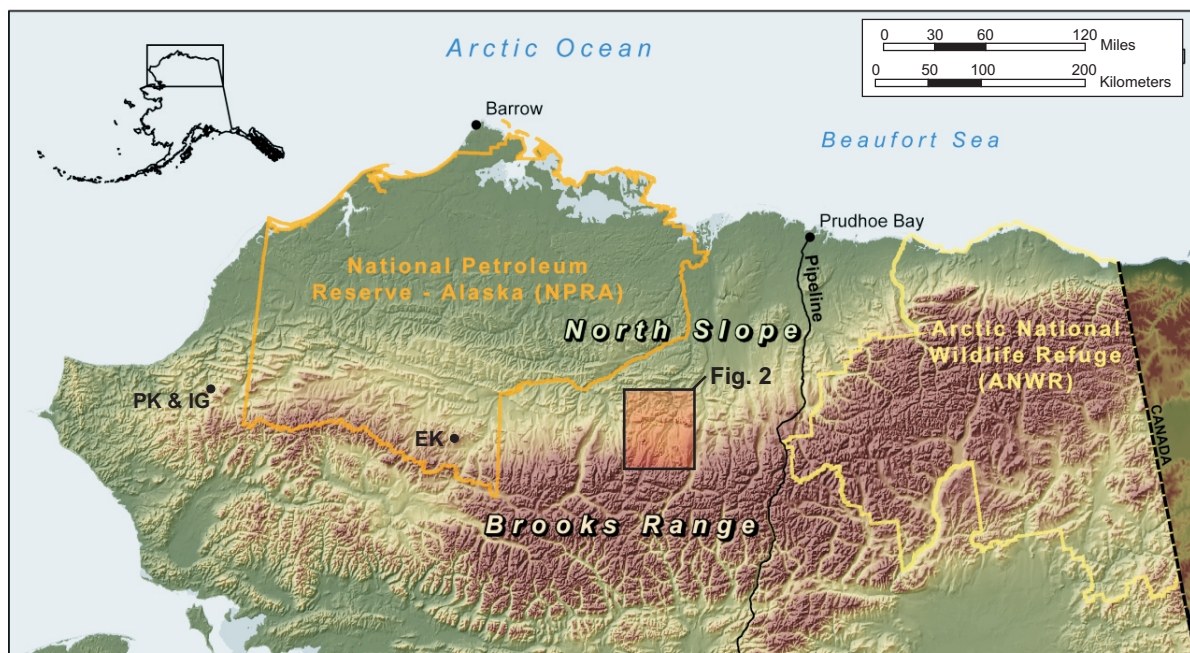 Arctic Ocean
0 30 60 120 Miles
0 50 100 200 Kilometers
Barrow
Beaufort Sea
Prudhoe Bay
Pipeline
National Petroleum
Reserve - Alaska (NPRA)
North Slope
Arctic National
Wildlife Refuge
(ANWR)
Fig. 2
PK & IG
EK
CANADA
Brooks Range